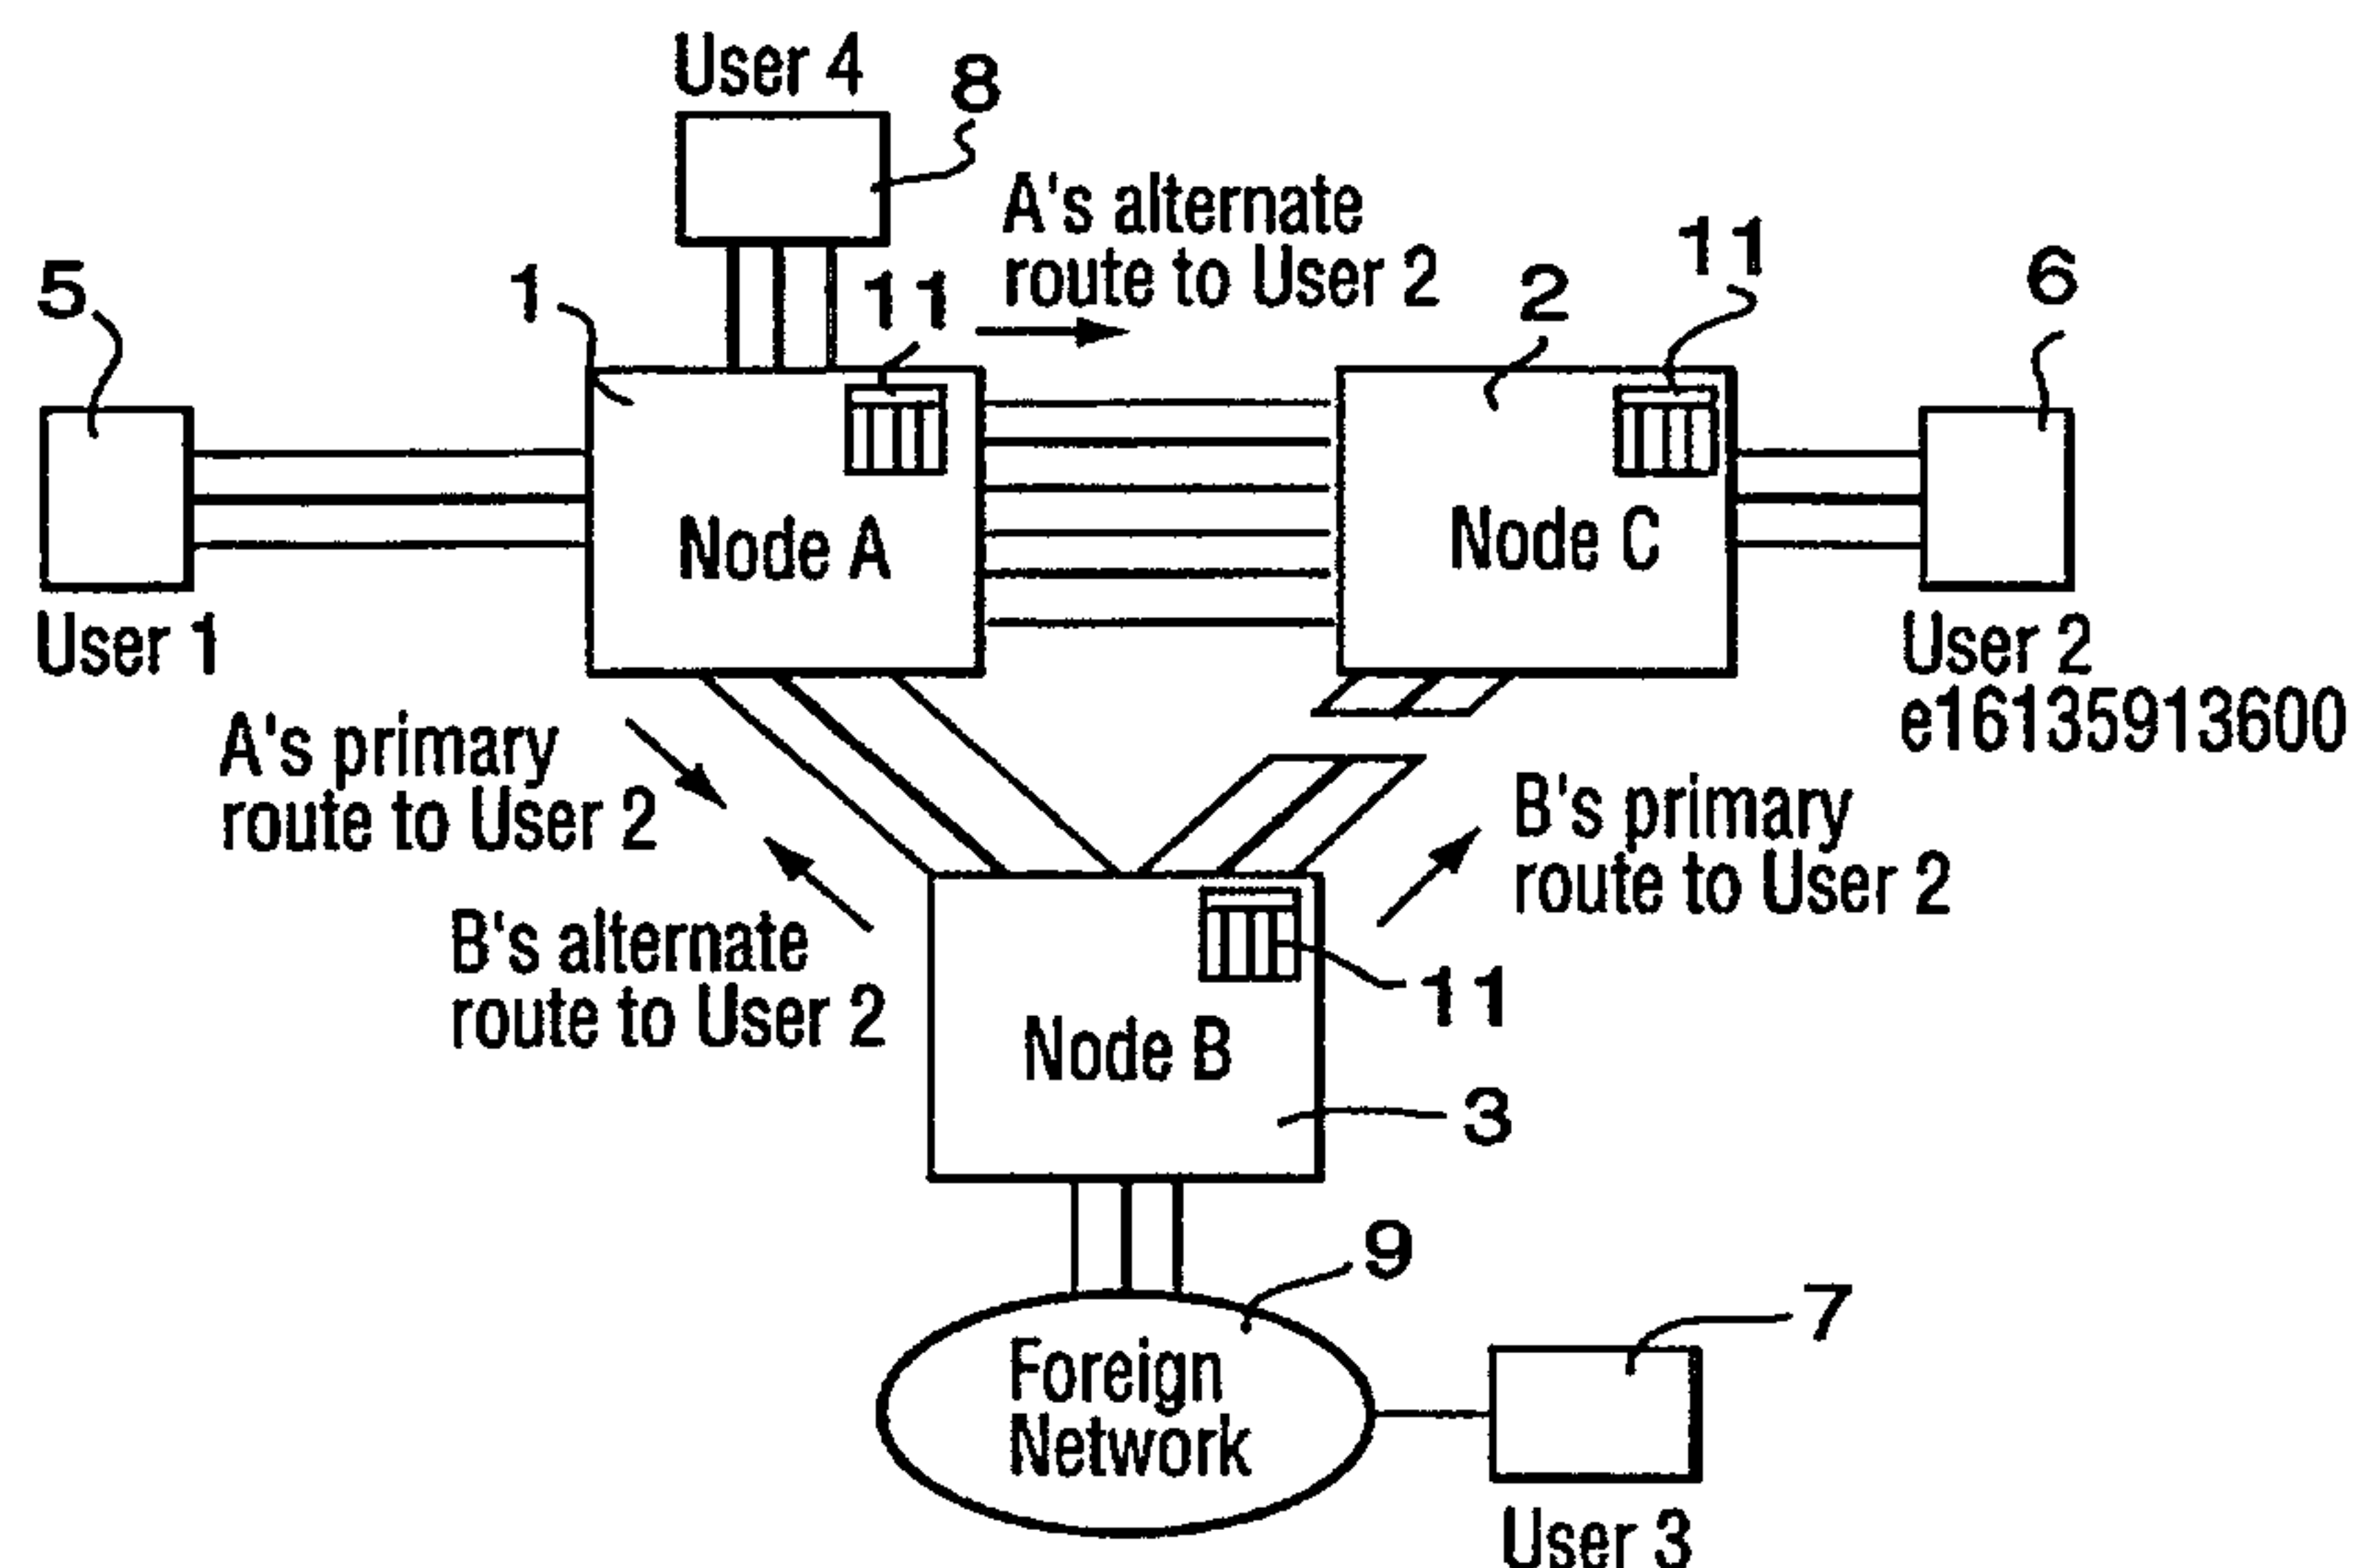 User 4
8
A's alternate
route to User 2
5
1
11
2
11
6
Node A
Node C
User 1
User 2
e16135913600
A's primary
route to User 2
B's primary
route to User 2
B's alternate
route to User 2
11
Node B
3
9
7
Foreign
Network
User 3